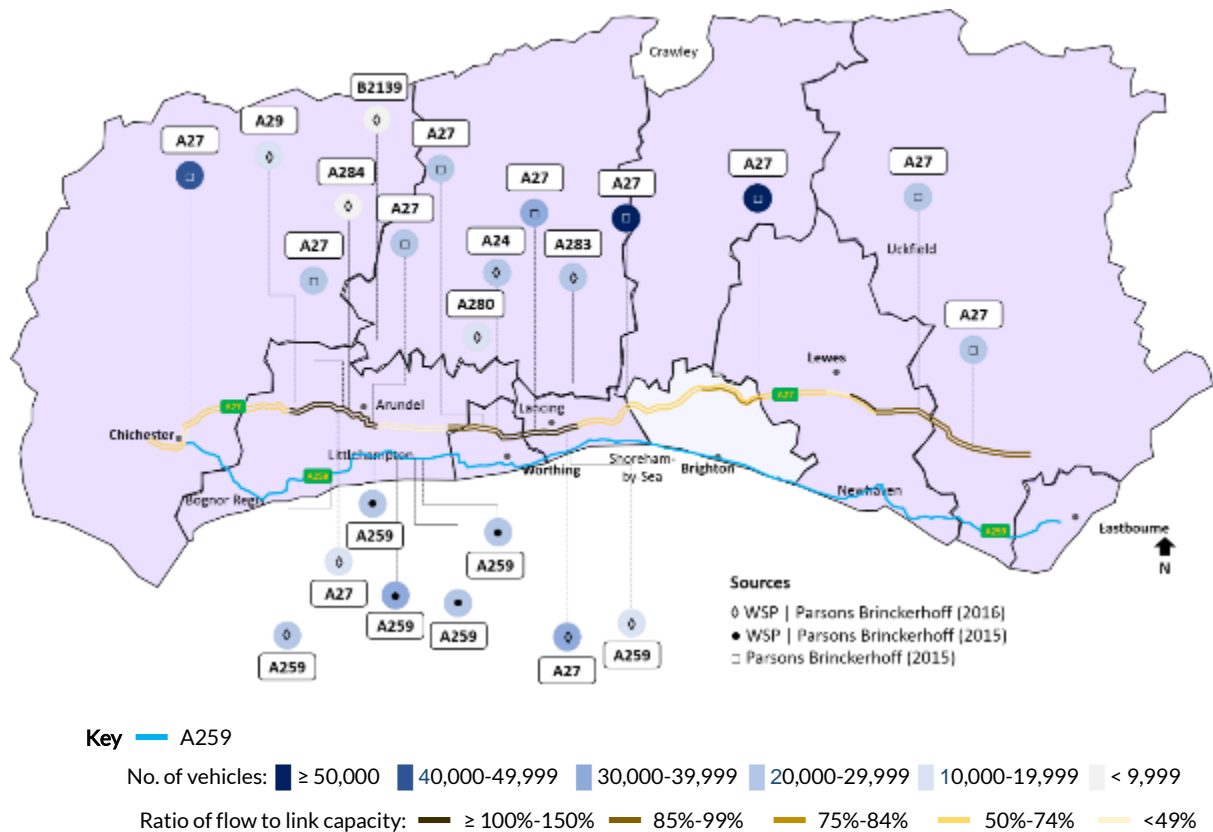 Crawley
B2139
A29
A27
A27
A284
A27
A27
A27
A27
A27
A27
A24
A283
Uckfield
A280
A27
Lewes
A27
A27
Arundel
Lancing
Chichester
Littlehampton
Worthing
Shoreham-
by-Sea
Brighton
A259
Bognor Regis
Newhaven
A259
Eastbourne
N
A259
A259
A27
A259
A259
A259
A27
A259
Sources
◊ WSP | Parsons Brinckerhoff (2016)
● WSP | Parsons Brinckerhoff (2015)
□ Parsons Brinckerhoff (2015)
Key A259
No. of vehicles: ≥ 50,000 40,000-49,999 30,000-39,999 20,000-29,999 10,000-19,999 < 9,999
Ratio of flow to link capacity: ≥ 100%-150% 85%-99% 75%-84% 50%-74% <49%